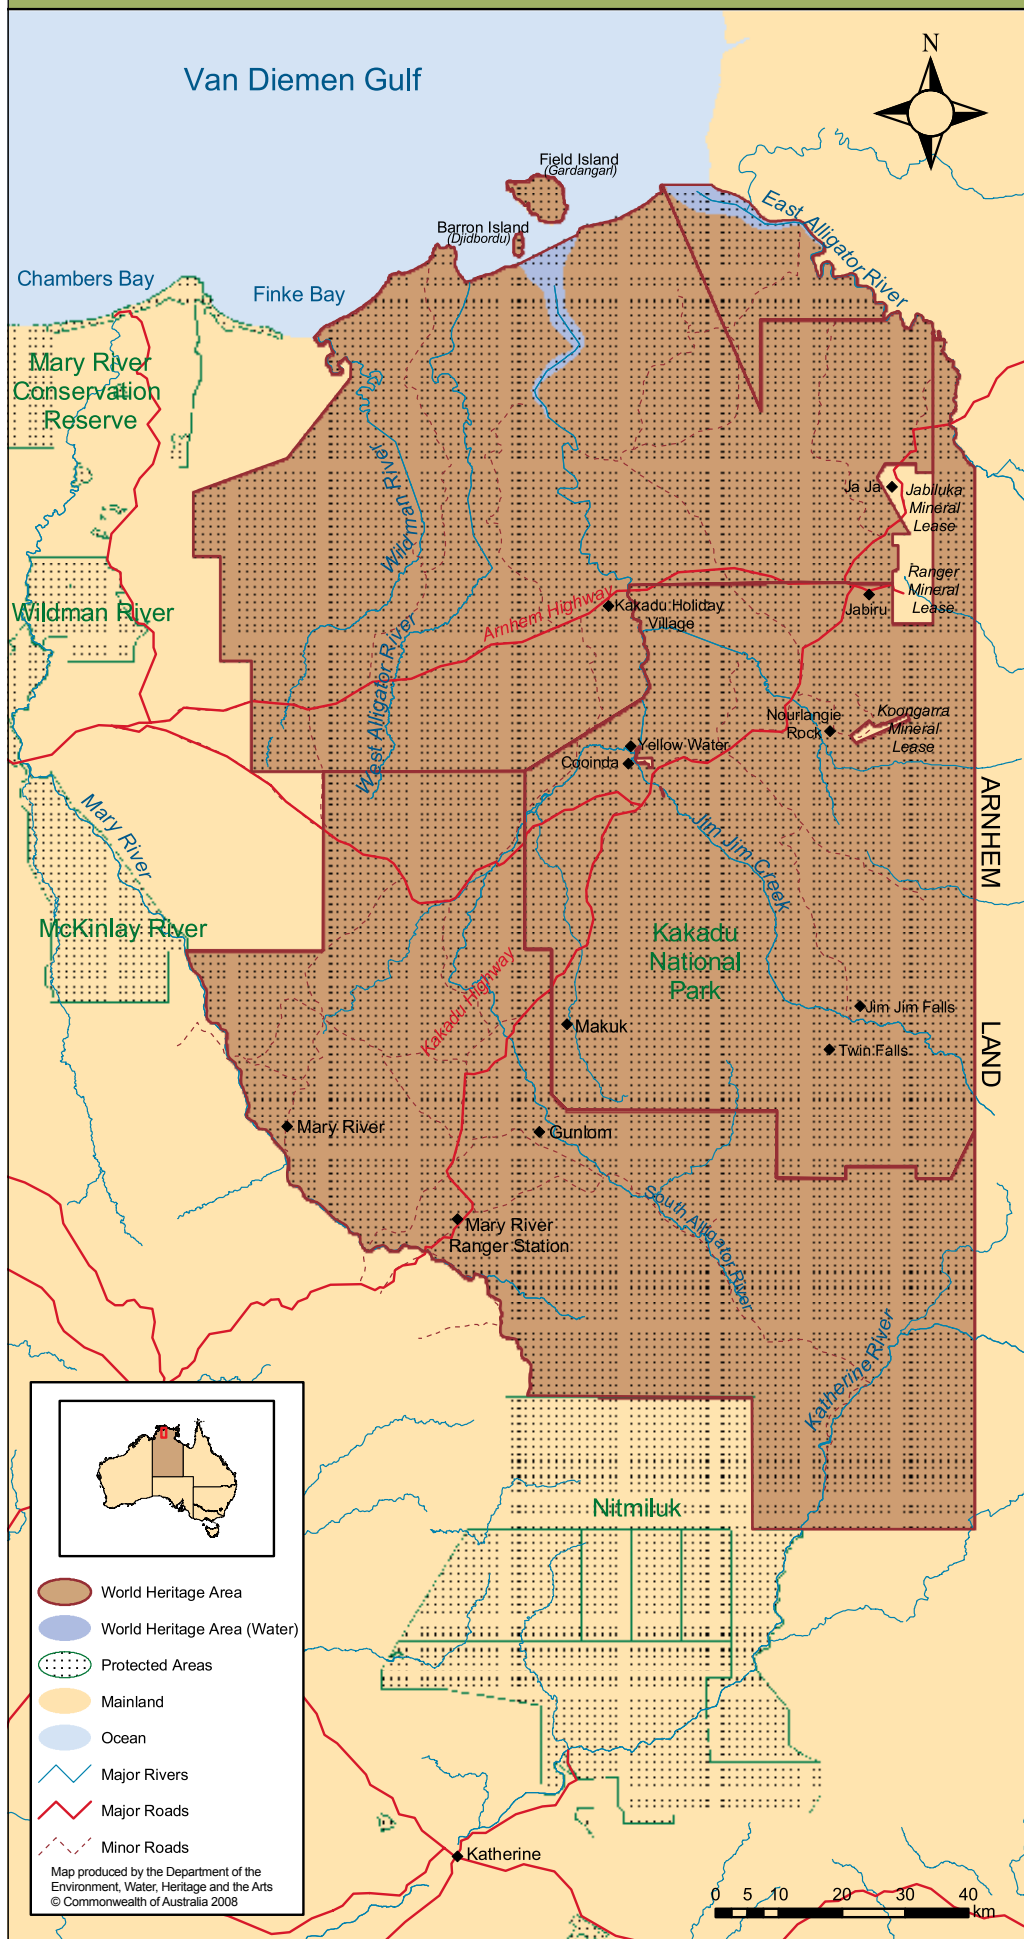 Van Diemen Gulf
N
Field Island
(Gardangarl)
Barron Island
(Djidbordu)
East Alligator River
Chambers Bay
Finke Bay
Mary River
Conservation
Reserve
Wildman River
Ja Ja
Jabiluka
Mineral
Lease
Ranger
Mineral
Lease
Jabiru
Arnhem Highway
Kakadu Holiday
Village
Wildman River
West Alligator River
Nourlangie
Rock
Koongarra
Mineral
Lease
Yellow Water
Cooinda
Mary River
Jim Jim Creek
ARNHEM
LAND
McKinlay River
Kakadu
National
Park
Kakadu Highway
Jim Jim Falls
Makuk
Twin Falls
Mary River
Gunlom
South Alligator River
Mary River
Ranger Station
Katherine River
Nitmiluk
World Heritage Area
World Heritage Area (Water)
Protected Areas
Mainland
Ocean
Major Rivers
Major Roads
Minor Roads
Map produced by the Department of the
Environment, Water, Heritage and the Arts
© Commonwealth of Australia 2008
Katherine
0 5 10 20 30 40
km